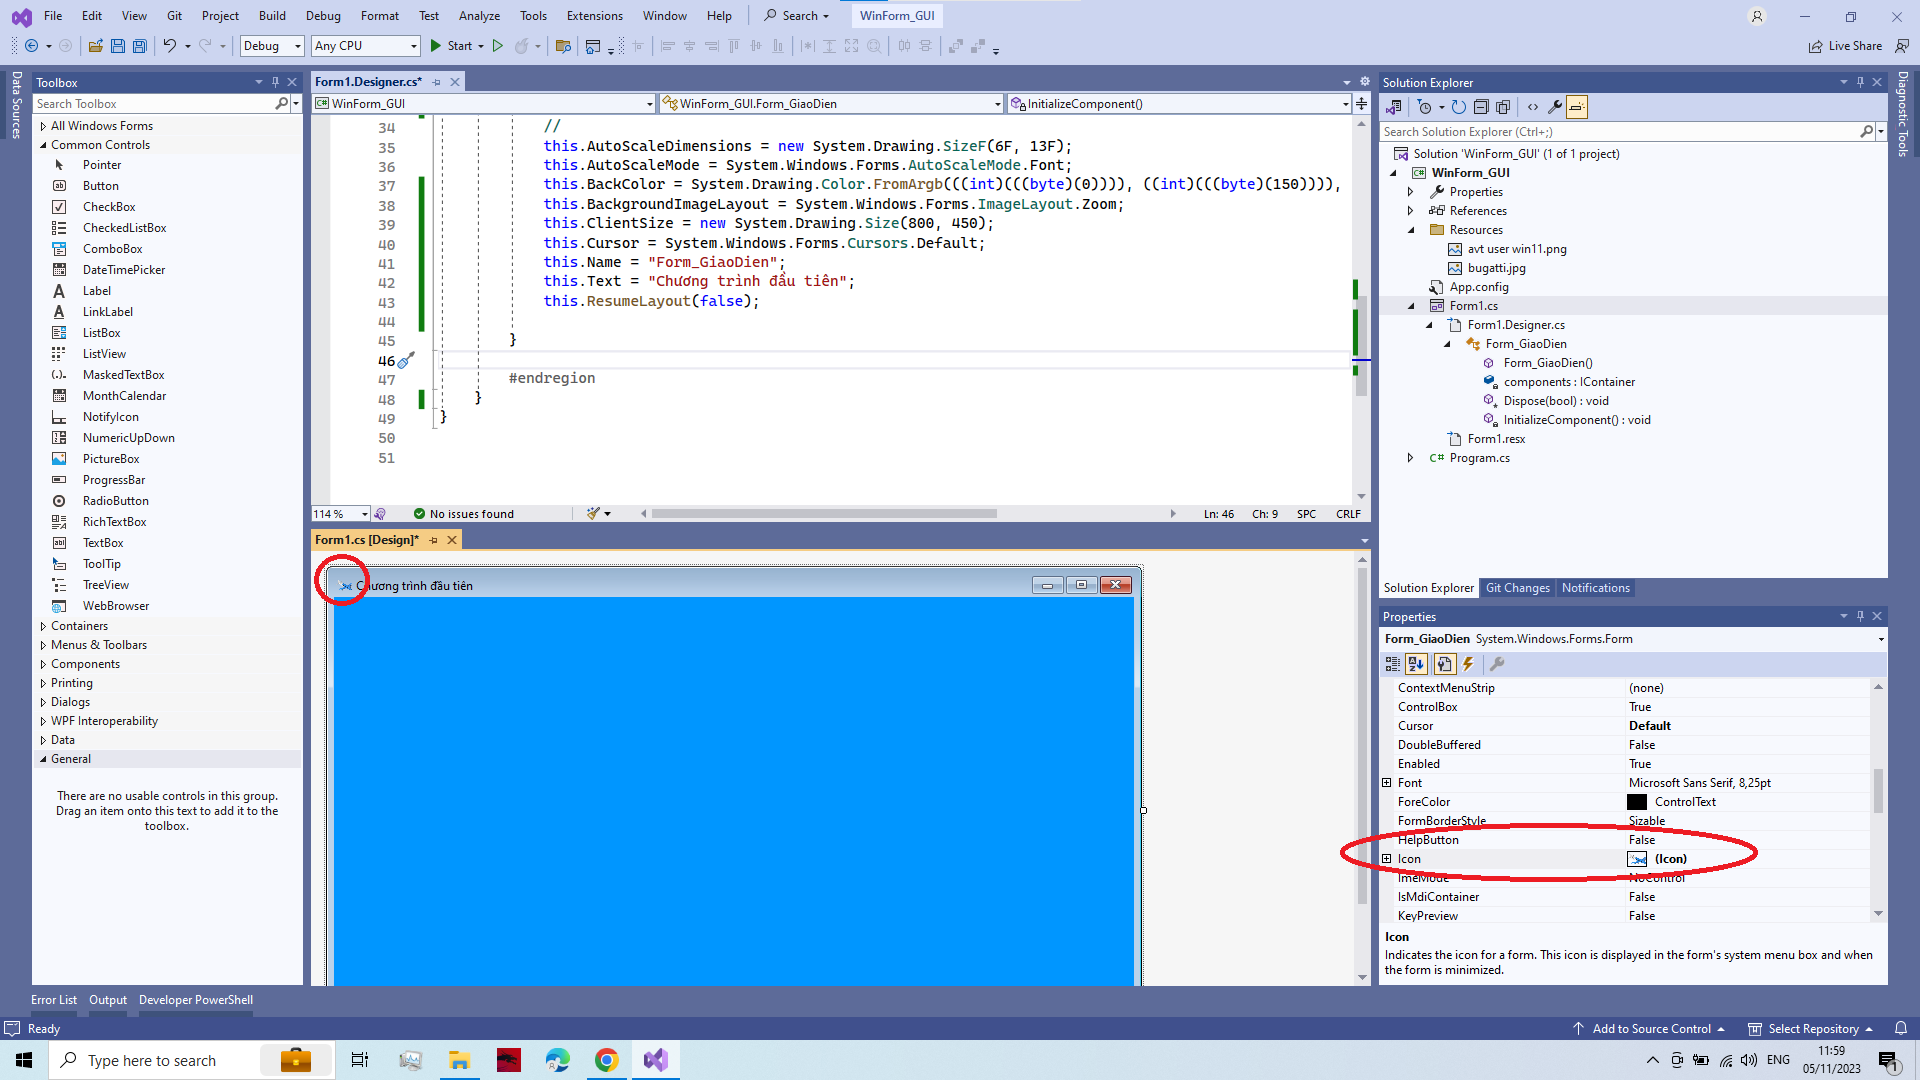 File Edit View Git Project Build Debug Format Test Analyze Tools Extensions Window Help Search WinForm_GUI
Debug Any CPU Start Live Share
Data Sources
Toolbox
Search Toolbox
All Windows Forms
Common Controls
Pointer
Button
CheckBox
CheckedListBox
ComboBox
DateTimePicker
Label
LinkLabel
ListBox
ListView
MaskedTextBox
MonthCalendar
NotifyIcon
NumericUpDown
PictureBox
ProgressBar
RadioButton
RichTextBox
TextBox
ToolTip
TreeView
WebBrowser
Containers
Menus & Toolbars
Components
Printing
Dialogs
WPF Interoperability
Data
General
There are no usable controls in this group.
Drag an item onto this text to add it to the
toolbox.
Form1.Designer.cs*
WinForm_GUI WinForm_GUI.Form_GiaoDien InitializeComponent()
34 //
35 this.AutoScaleDimensions = new System.Drawing.SizeF(6F, 13F);
36 this.AutoScaleMode = System.Windows.Forms.AutoScaleMode.Font;
37 this.BackColor = System.Drawing.Color.FromArgb(((int)(((byte)(0)))), ((int)(((byte)(150)))),
38 this.BackgroundImageLayout = System.Windows.Forms.ImageLayout.Zoom;
39 this.ClientSize = new System.Drawing.Size(800, 450);
40 this.Cursor = System.Windows.Forms.Cursors.Default;
41 this.Name = "Form_GiaoDien";
42 this.Text = "Chương trình đầu tiên";
43 this.ResumeLayout(false);
44
45 }
46
47 #endregion
48 }
49 }
50
51
114 % No issues found Ln: 46 Ch: 9 SPC CRLF
Form1.cs [Design]*
Chương trình đầu tiên
Solution Explorer
Search Solution Explorer (Ctrl+;)
Solution 'WinForm_GUI' (1 of 1 project)
WinForm_GUI
Properties
References
Resources
avt user win11.png
bugatti.jpg
App.config
Form1.cs
Form1.Designer.cs
Form_GiaoDien
Form_GiaoDien()
components : IContainer
Dispose(bool) : void
InitializeComponent() : void
Form1.resx
C# Program.cs
Solution Explorer Git Changes Notifications
Diagnostic Tools
Properties
Form_GiaoDien System.Windows.Forms.Form
ContextMenuStrip (none)
ControlBox True
Cursor Default
DoubleBuffered False
Enabled True
Font Microsoft Sans Serif, 8,25pt
ForeColor ControlText
FormBorderStyle Sizable
HelpButton False
Icon (Icon)
ImeMode NoControl
IsMdiContainer False
KeyPreview False
Icon
Indicates the icon for a form. This icon is displayed in the form's system menu box and when
the form is minimized.
Error List Output Developer PowerShell
Ready Add to Source Control Select Repository
Type here to search ENG 11:59
05/11/2023 1